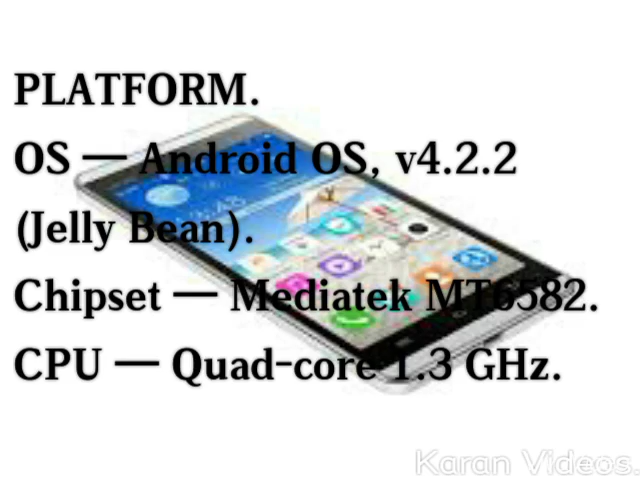 PLATFORM.
OS — Android OS, v4.2.2
(Jelly Bean).
Chipset — Mediatek MT6582.
CPU — Quad-core 1.3 GHz.
Karan Videos.